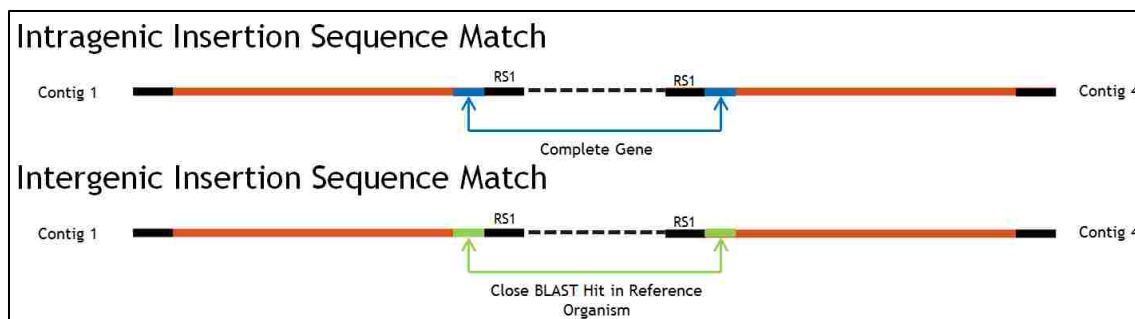 Intragenic Insertion Sequence Match
RS1
RS1
Contig 1
Contig 4
Complete Gene
Intergenic Insertion Sequence Match
RS1
RS1
Contig 1
Contig 4
Close BLAST Hit in Reference
Organism